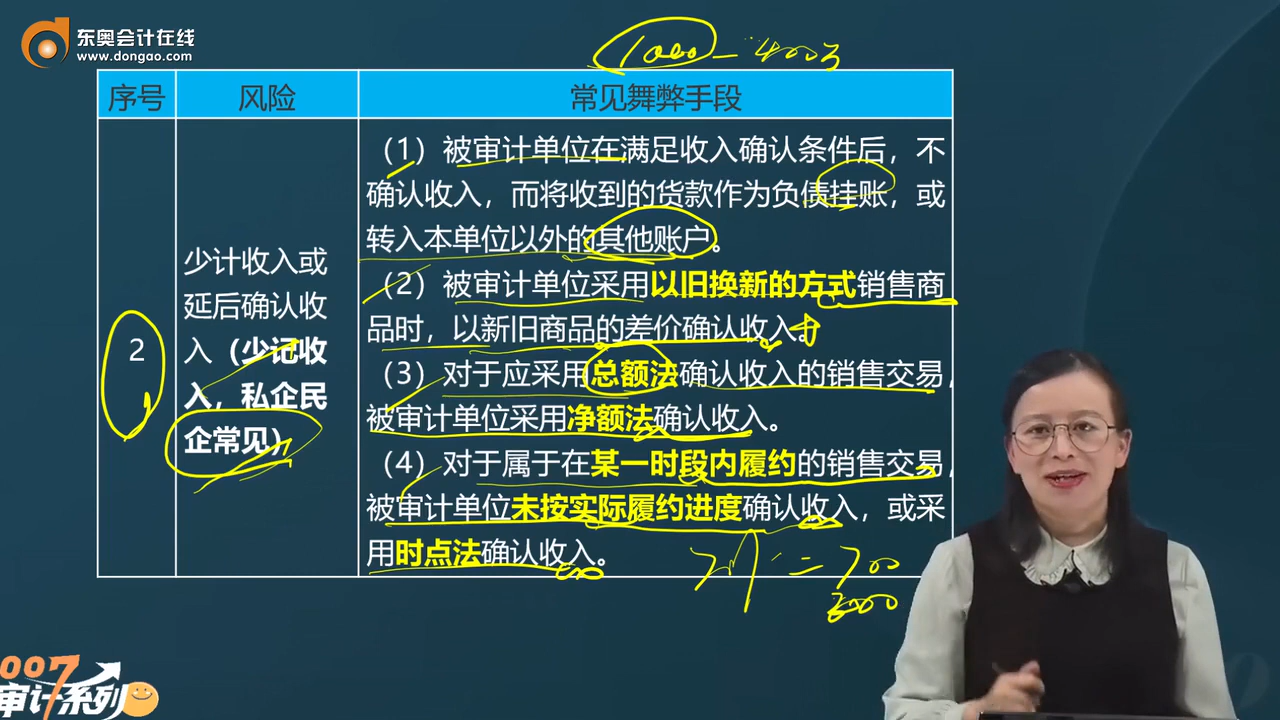 东奥会计在线
www.dongao.com
1000-400
序号
风险
常见舞弊手段
2
少计收入或
延后确认收
入（少记收
入，私企民
企常见）
（1）被审计单位在满足收入确认条件后，不
确认收入，而将收到的货款作为负债挂账，或
转入本单位以外的其他账户。
（2）被审计单位采用以旧换新的方式销售商
品时，以新旧商品的差价确认收入。
（3）对于应采用总额法确认收入的销售交易，
被审计单位采用净额法确认收入。
（4）对于属于在某一时段内履约的销售交易，
被审计单位未按实际履约进度确认收入，或采
用时点法确认收入。
007
审计系列